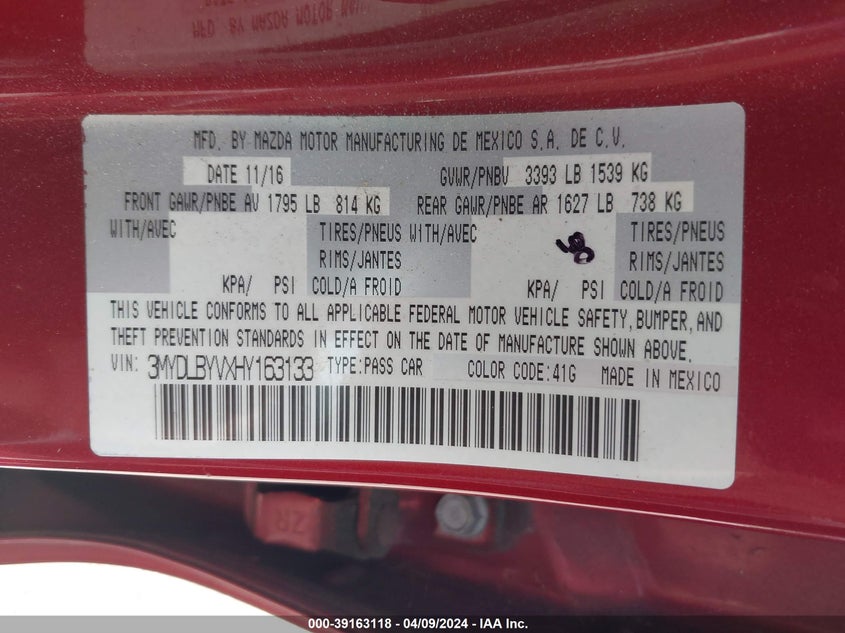 MFD. BY MAZDA MOTOR MANUFACTURING DE MEXICO S.A. DE C.V.
DATE 11/16 GVWR/PNBV 3393 LB 1539 KG
FRONT GAWR/PNBE AV 1795 LB 814 KG REAR GAWR/PNBE AR 1627 LB 738 KG
WITH/AVEC TIRES/PNEUS WITH/AVEC TIRES/PNEUS
RIMS/JANTES RIMS/JANTES
KPA/ PSI COLD/A FROID KPA/ PSI COLD/A FROID
THIS VEHICLE CONFORMS TO ALL APPLICABLE FEDERAL MOTOR VEHICLE SAFETY, BUMPER, AND
THEFT PREVENTION STANDARDS IN EFFECT ON THE DATE OF MANUFACTURE SHOWN ABOVE.
VIN: 3MYDLBYVXHY163133 TYPE:PASS CAR COLOR CODE:41G MADE IN MEXICO
ZR
000-39163118 - 04/09/2024 - IAA Inc.